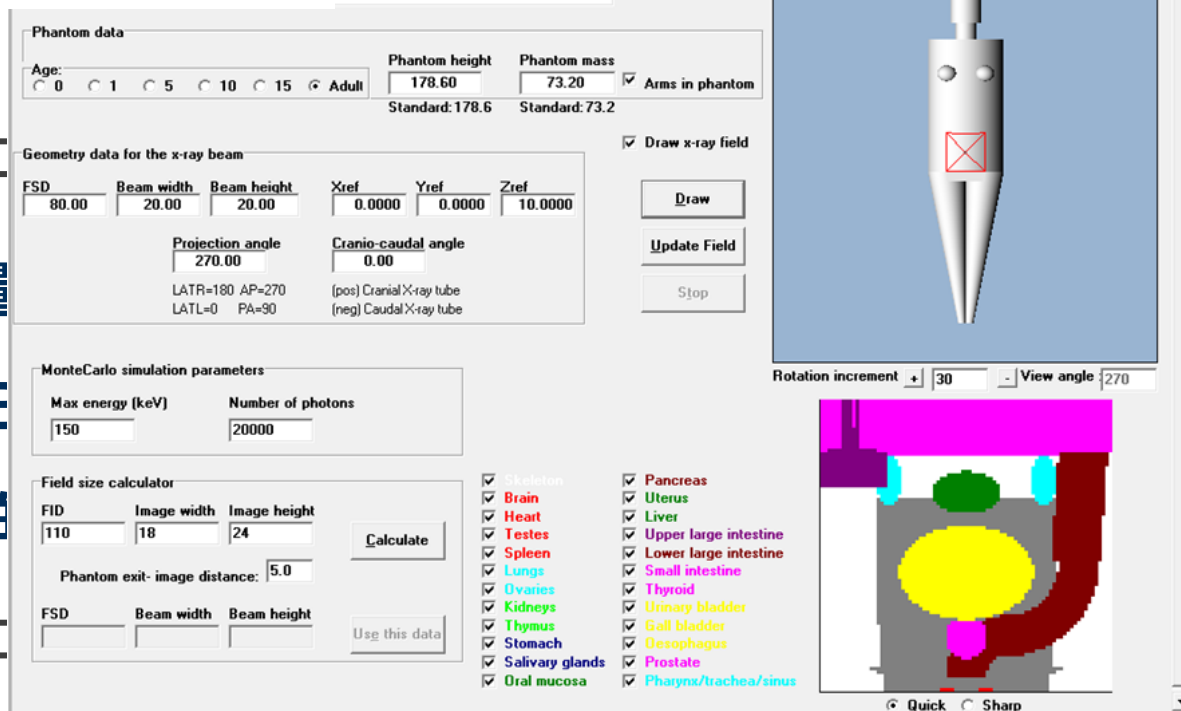 Phantom data
Age:
0 1 5 10 15 Adult
Phantom height Phantom mass
178.60 73.20 Arms in phantom
Standard: 178.6 Standard: 73.2
Draw x-ray field
Geometry data for the x-ray beam
FSD Beam width Beam height Xref Yref Zref
80.00 20.00 20.00 0.0000 0.0000 10.0000
Draw
Projection angle Cranio-caudal angle
270.00 0.00
Update Field
LATR=180 AP=270 (pos) Cranial X-ray tube
LATL=0 PA=90 (neg) Caudal X-ray tube
Stop
MonteCarlo simulation parameters
Max energy (keV) Number of photons
150 20000
Rotation increment + 30 - View angle : 270
Field size calculator
FID Image width Image height
110 18 24
Calculate
Phantom exit- image distance: 5.0
FSD Beam width Beam height
Use this data
Skeleton Pancreas
Brain Uterus
Heart Liver
Testes Upper large intestine
Spleen Lower large intestine
Lungs Small intestine
Ovaries Thyroid
Kidneys Urinary bladder
Thymus Gall bladder
Stomach Oesophagus
Salivary glands Prostate
Oral mucosa Pharynx/trachea/sinus
Quick Sharp